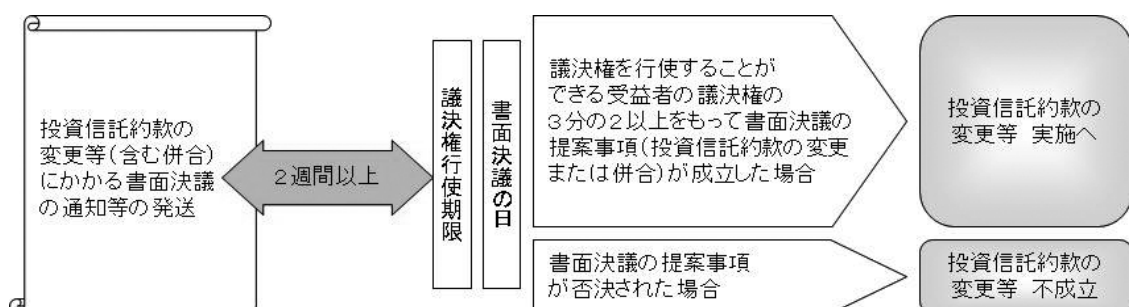 投資信託約款の
変更等(含む併合)
にかかる書面決議
の通知等の発送
2週間以上
議決権行使期限
書面決議の日
議決権を行使することが
できる受益者の議決権の
3分の2以上をもって書面決議の
提案事項(投資信託約款の変更
または併合)が成立した場合
投資信託約款の
変更等 実施へ
書面決議の提案事項
が否決された場合
投資信託約款の
変更等 不成立